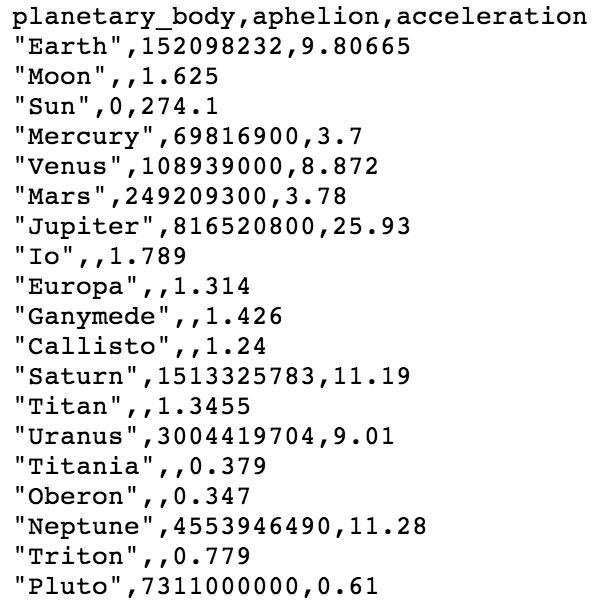 planetary_body,aphelion,acceleration
"Earth",152098232,9.80665
"Moon",,1.625
"Sun",0,274.1
"Mercury",69816900,3.7
"Venus",108939000,8.872
"Mars",249209300,3.78
"Jupiter",816520800,25.93
"Io",,1.789
"Europa",,1.314
"Ganymede",,1.426
"Callisto",,1.24
"Saturn",1513325783,11.19
"Titan",,1.3455
"Uranus",3004419704,9.01
"Titania",,0.379
"Oberon",,0.347
"Neptune",4553946490,11.28
"Triton",,0.779
"Pluto",7311000000,0.61